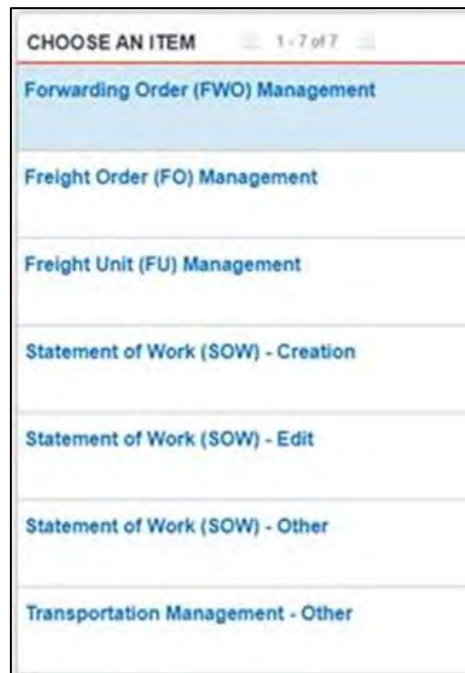 CHOOSE AN ITEM 1 - 7 of 7
Forwarding Order (FWO) Management
Freight Order (FO) Management
Freight Unit (FU) Management
Statement of Work (SOW) - Creation
Statement of Work (SOW) - Edit
Statement of Work (SOW) - Other
Transportation Management - Other